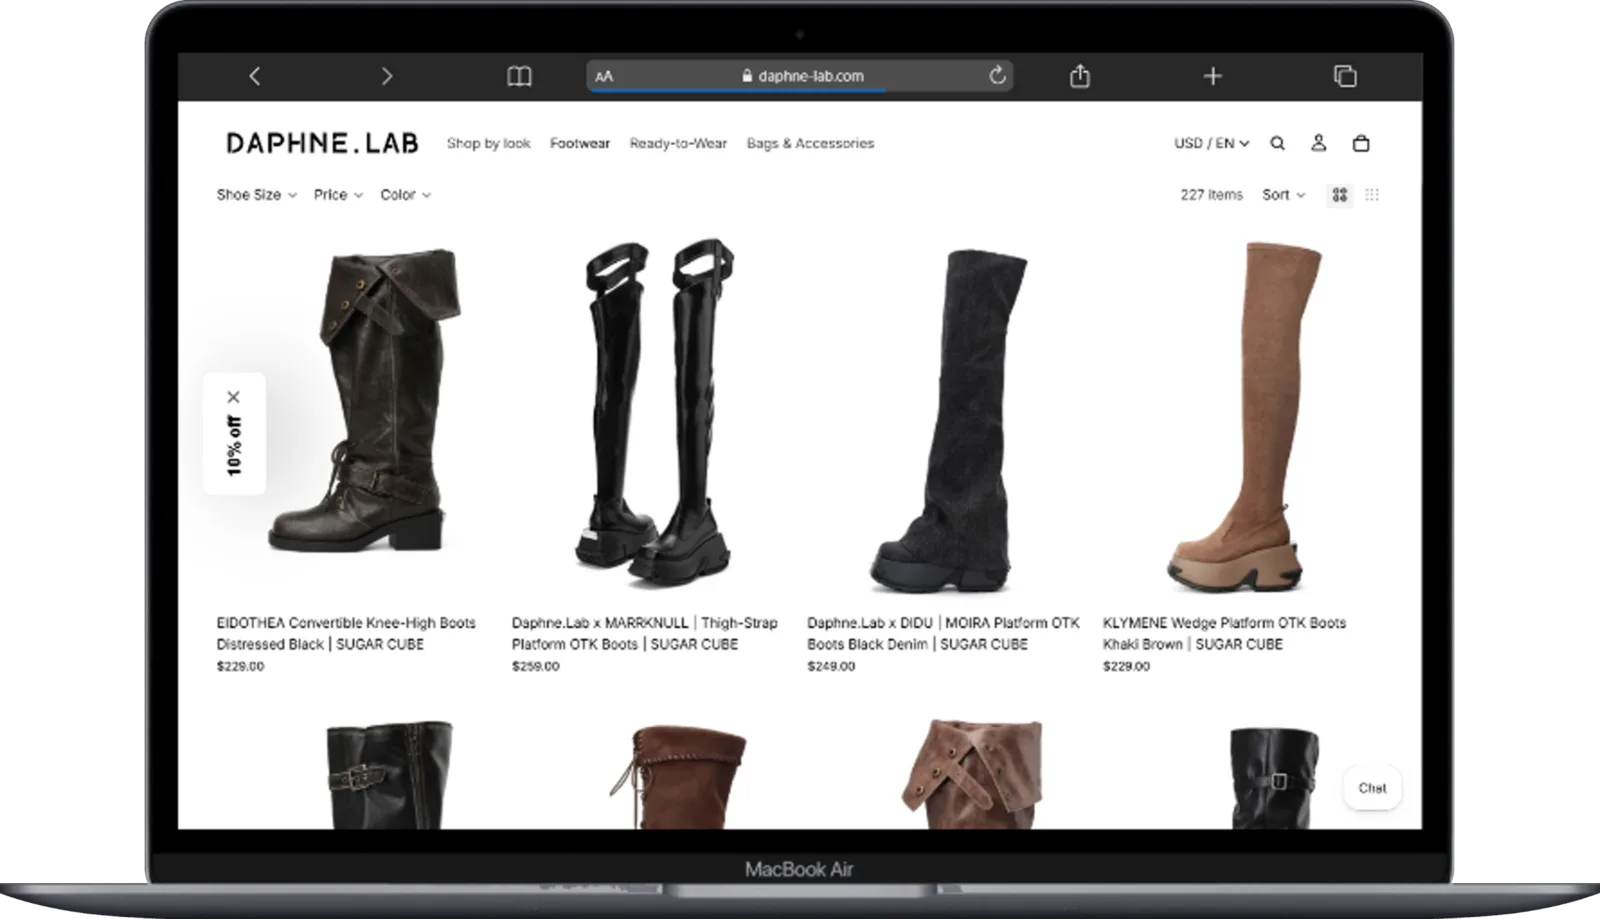 AA daphne-lab.com
DAPHNE.LAB Shop by look Footwear Ready-to-Wear Bags & Accessories USD / EN
Shoe Size Price Color 227 items Sort
10% off
EIDOTHEA Convertible Knee-High Boots
Distressed Black | SUGAR CUBE
$229.00
Daphne.Lab x MARRKNULL | Thigh-Strap
Platform OTK Boots | SUGAR CUBE
$259.00
Daphne.Lab x DIDU | MOIRA Platform OTK
Boots Black Denim | SUGAR CUBE
$249.00
KLYMENE Wedge Platform OTK Boots
Khaki Brown | SUGAR CUBE
$229.00
Chat
MacBook Air